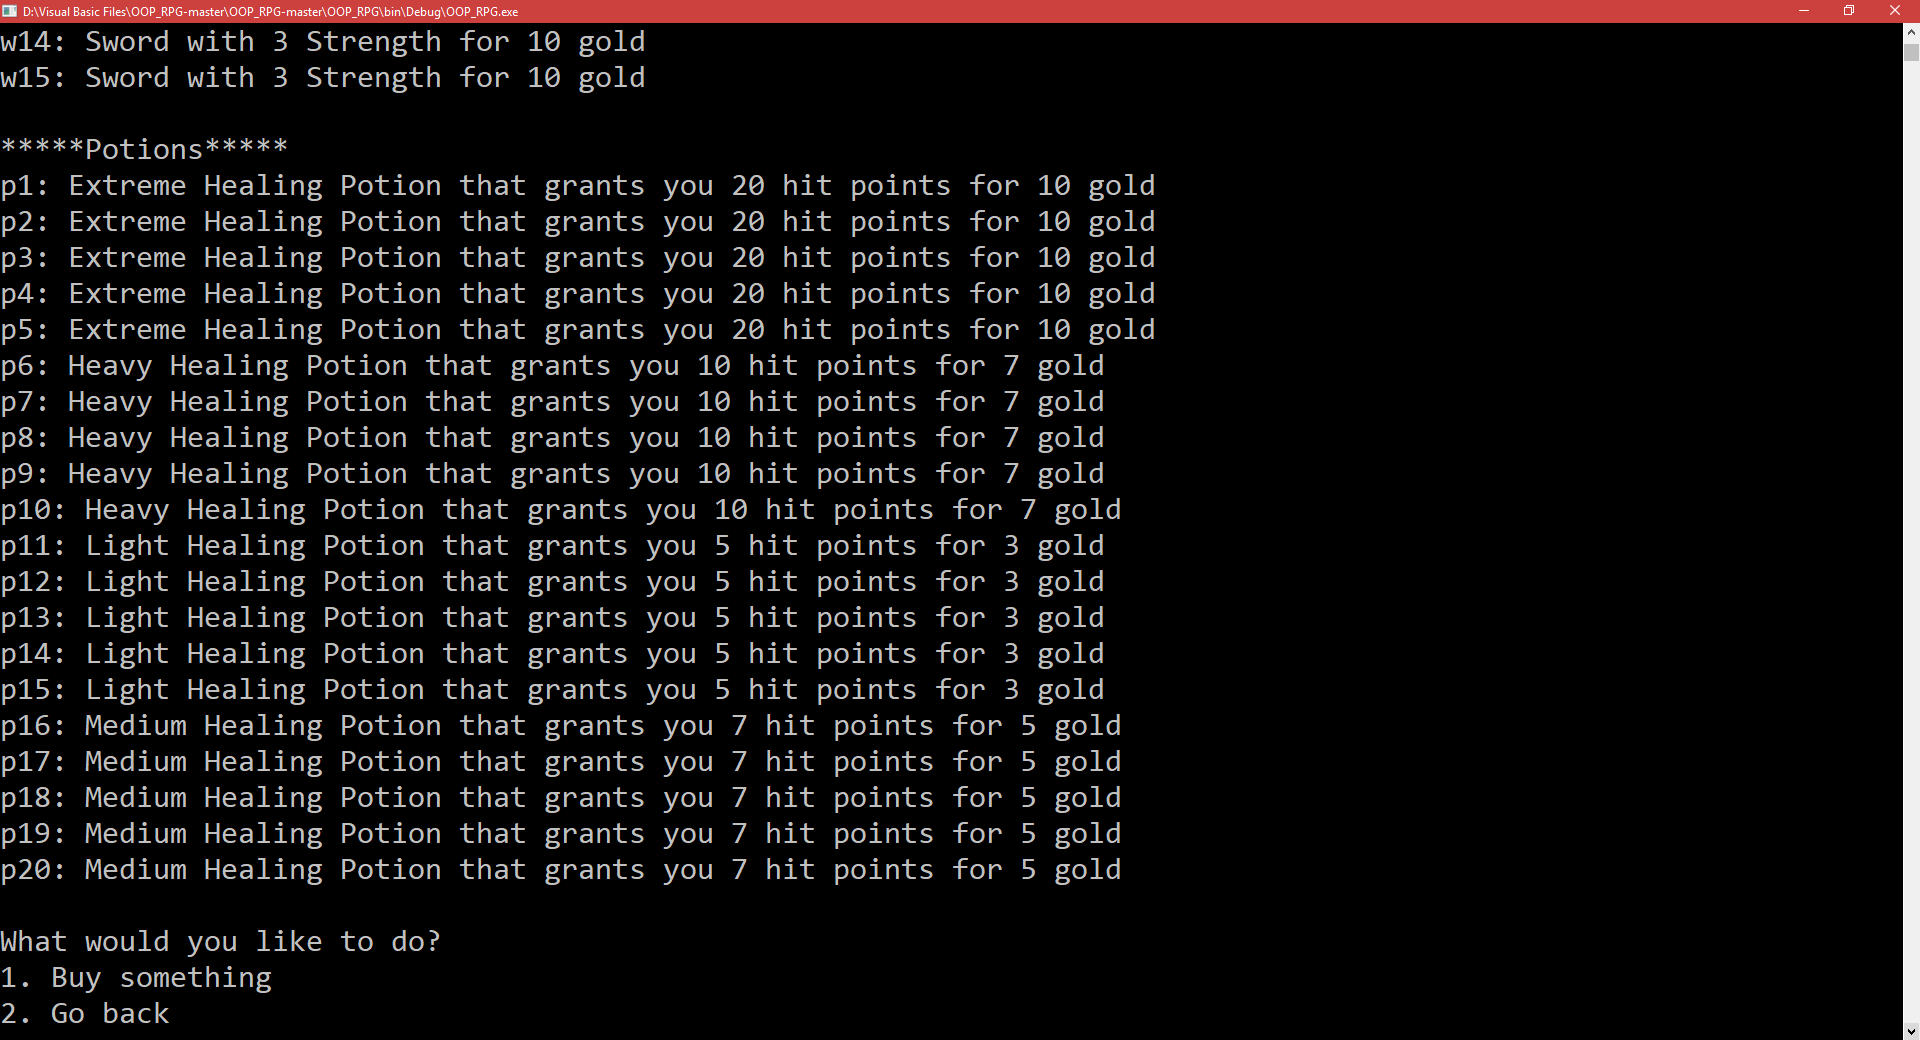 D:\Visual Basic Files\OOP_RPG-master\OOP_RPG-master\OOP_RPG\bin\Debug\OOP_RPG.exe
w14: Sword with 3 Strength for 10 gold
w15: Sword with 3 Strength for 10 gold
*****Potions*****
p1: Extreme Healing Potion that grants you 20 hit points for 10 gold
p2: Extreme Healing Potion that grants you 20 hit points for 10 gold
p3: Extreme Healing Potion that grants you 20 hit points for 10 gold
p4: Extreme Healing Potion that grants you 20 hit points for 10 gold
p5: Extreme Healing Potion that grants you 20 hit points for 10 gold
p6: Heavy Healing Potion that grants you 10 hit points for 7 gold
p7: Heavy Healing Potion that grants you 10 hit points for 7 gold
p8: Heavy Healing Potion that grants you 10 hit points for 7 gold
p9: Heavy Healing Potion that grants you 10 hit points for 7 gold
p10: Heavy Healing Potion that grants you 10 hit points for 7 gold
p11: Light Healing Potion that grants you 5 hit points for 3 gold
p12: Light Healing Potion that grants you 5 hit points for 3 gold
p13: Light Healing Potion that grants you 5 hit points for 3 gold
p14: Light Healing Potion that grants you 5 hit points for 3 gold
p15: Light Healing Potion that grants you 5 hit points for 3 gold
p16: Medium Healing Potion that grants you 7 hit points for 5 gold
p17: Medium Healing Potion that grants you 7 hit points for 5 gold
p18: Medium Healing Potion that grants you 7 hit points for 5 gold
p19: Medium Healing Potion that grants you 7 hit points for 5 gold
p20: Medium Healing Potion that grants you 7 hit points for 5 gold
What would you like to do?
1. Buy something
2. Go back